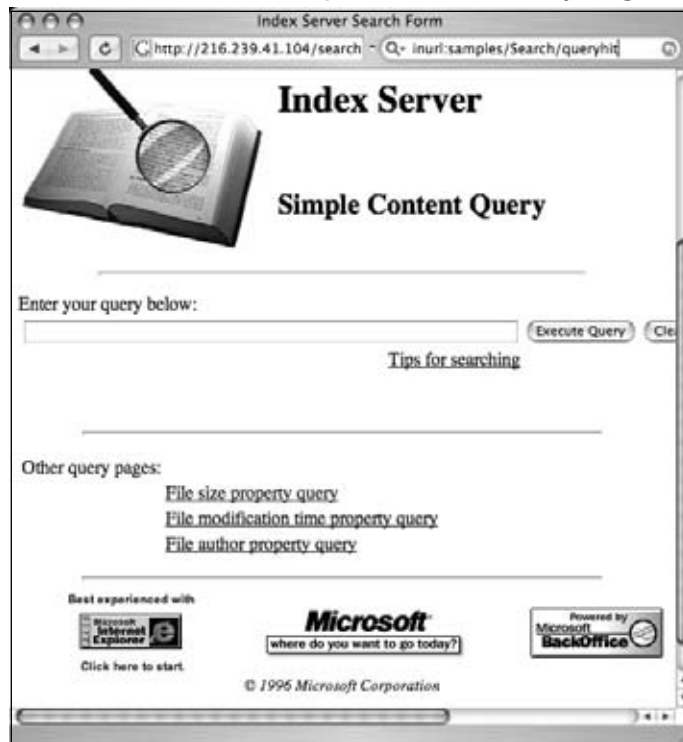 Index Server Search Form
http://216.239.41.104/search
inurl:samples/Search/queryhit
Index Server
Simple Content Query
Enter your query below:
Execute Query
Cle
Tips for searching
Other query pages:
File size property query
File modification time property query
File author property query
Best experienced with
Microsoft
Internet
Explorer
Click here to start.
Microsoft
where do you want to go today?
Powered by
Microsoft
BackOffice
© 1996 Microsoft Corporation